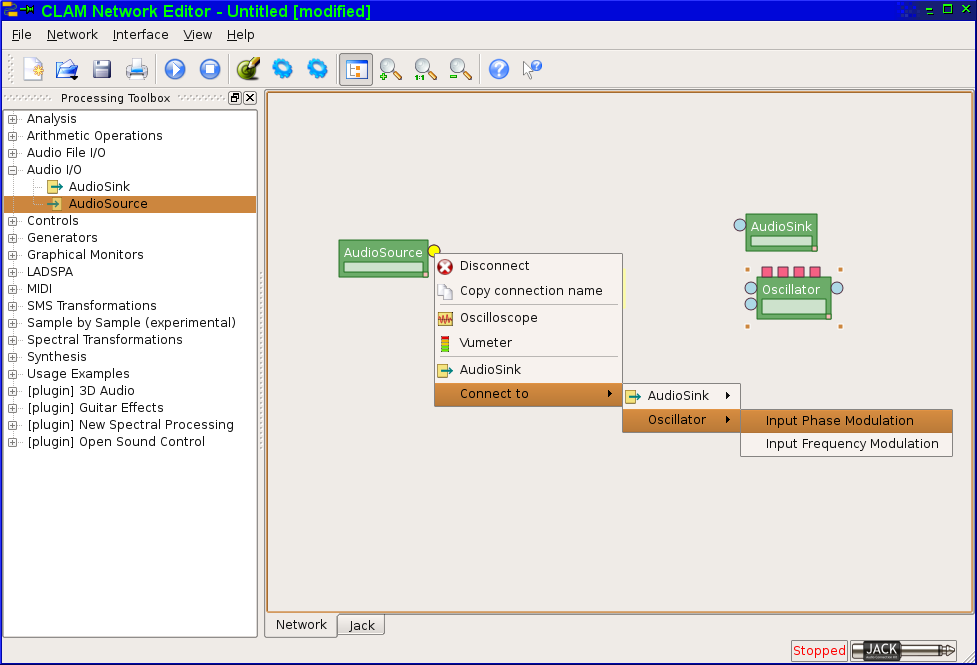 CLAM Network Editor - Untitled [modified]
File Network Interface View Help
1:1
Processing Toolbox
Analysis
Arithmetic Operations
Audio File I/O
Audio I/O
AudioSink
AudioSource
Controls
Generators
Graphical Monitors
LADSPA
MIDI
SMS Transformations
Sample by Sample (experimental)
Spectral Transformations
Synthesis
Usage Examples
[plugin] 3D Audio
[plugin] Guitar Effects
[plugin] New Spectral Processing
[plugin] Open Sound Control
AudioSource
AudioSink
Oscillator
Disconnect
Copy connection name
Oscilloscope
Vumeter
AudioSink
Connect to
AudioSink
Oscillator
Input Phase Modulation
Input Frequency Modulation
Network Jack
Stopped JACK